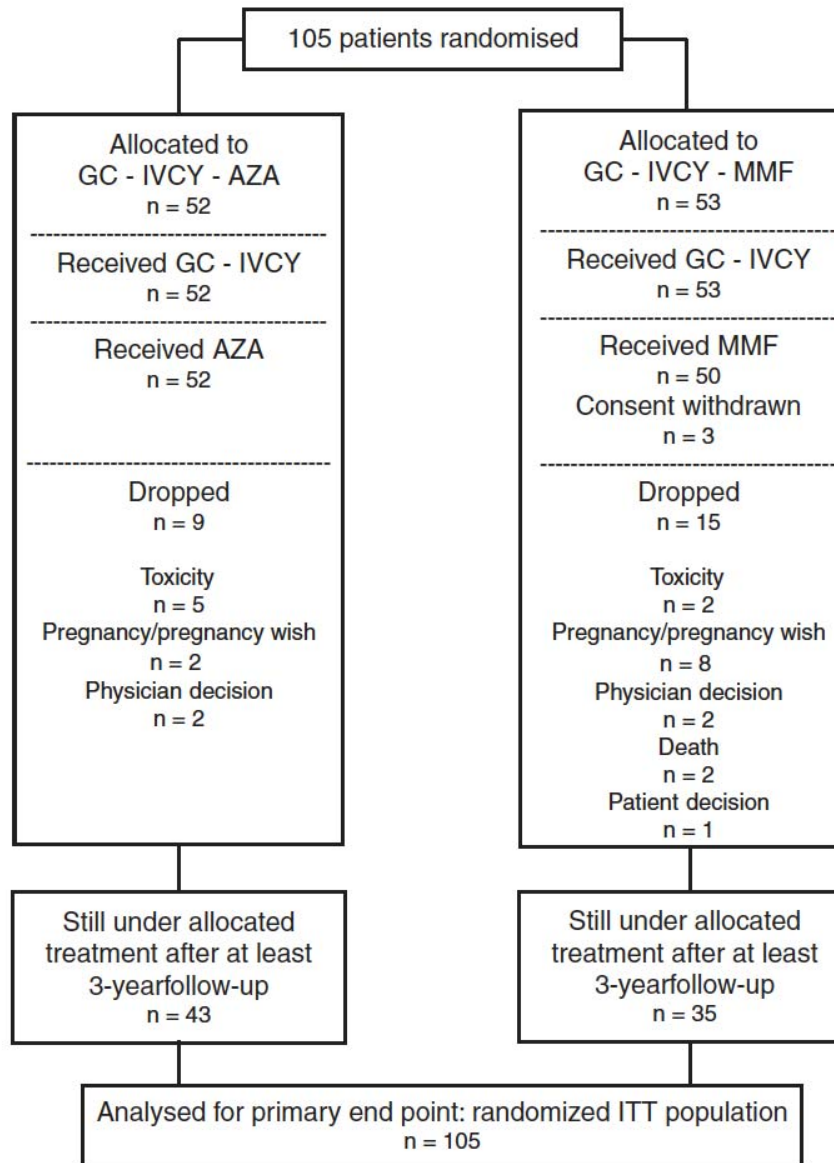 105 patients randomised
Allocated to
GC - IVCY - AZA
n = 52
Received GC - IVCY
n = 52
Received AZA
n = 52
Dropped
n = 9
Toxicity
n = 5
Pregnancy/pregnancy wish
n = 2
Physician decision
n = 2
Allocated to
GC - IVCY - MMF
n = 53
Received GC - IVCY
n = 53
Received MMF
n = 50
Consent withdrawn
n = 3
Dropped
n = 15
Toxicity
n = 2
Pregnancy/pregnancy wish
n = 8
Physician decision
n = 2
Death
n = 2
Patient decision
n = 1
Still under allocated
treatment after at least
3-yearfollow-up
n = 43
Still under allocated
treatment after at least
3-yearfollow-up
n = 35
Analysed for primary end point: randomized ITT population
n = 105